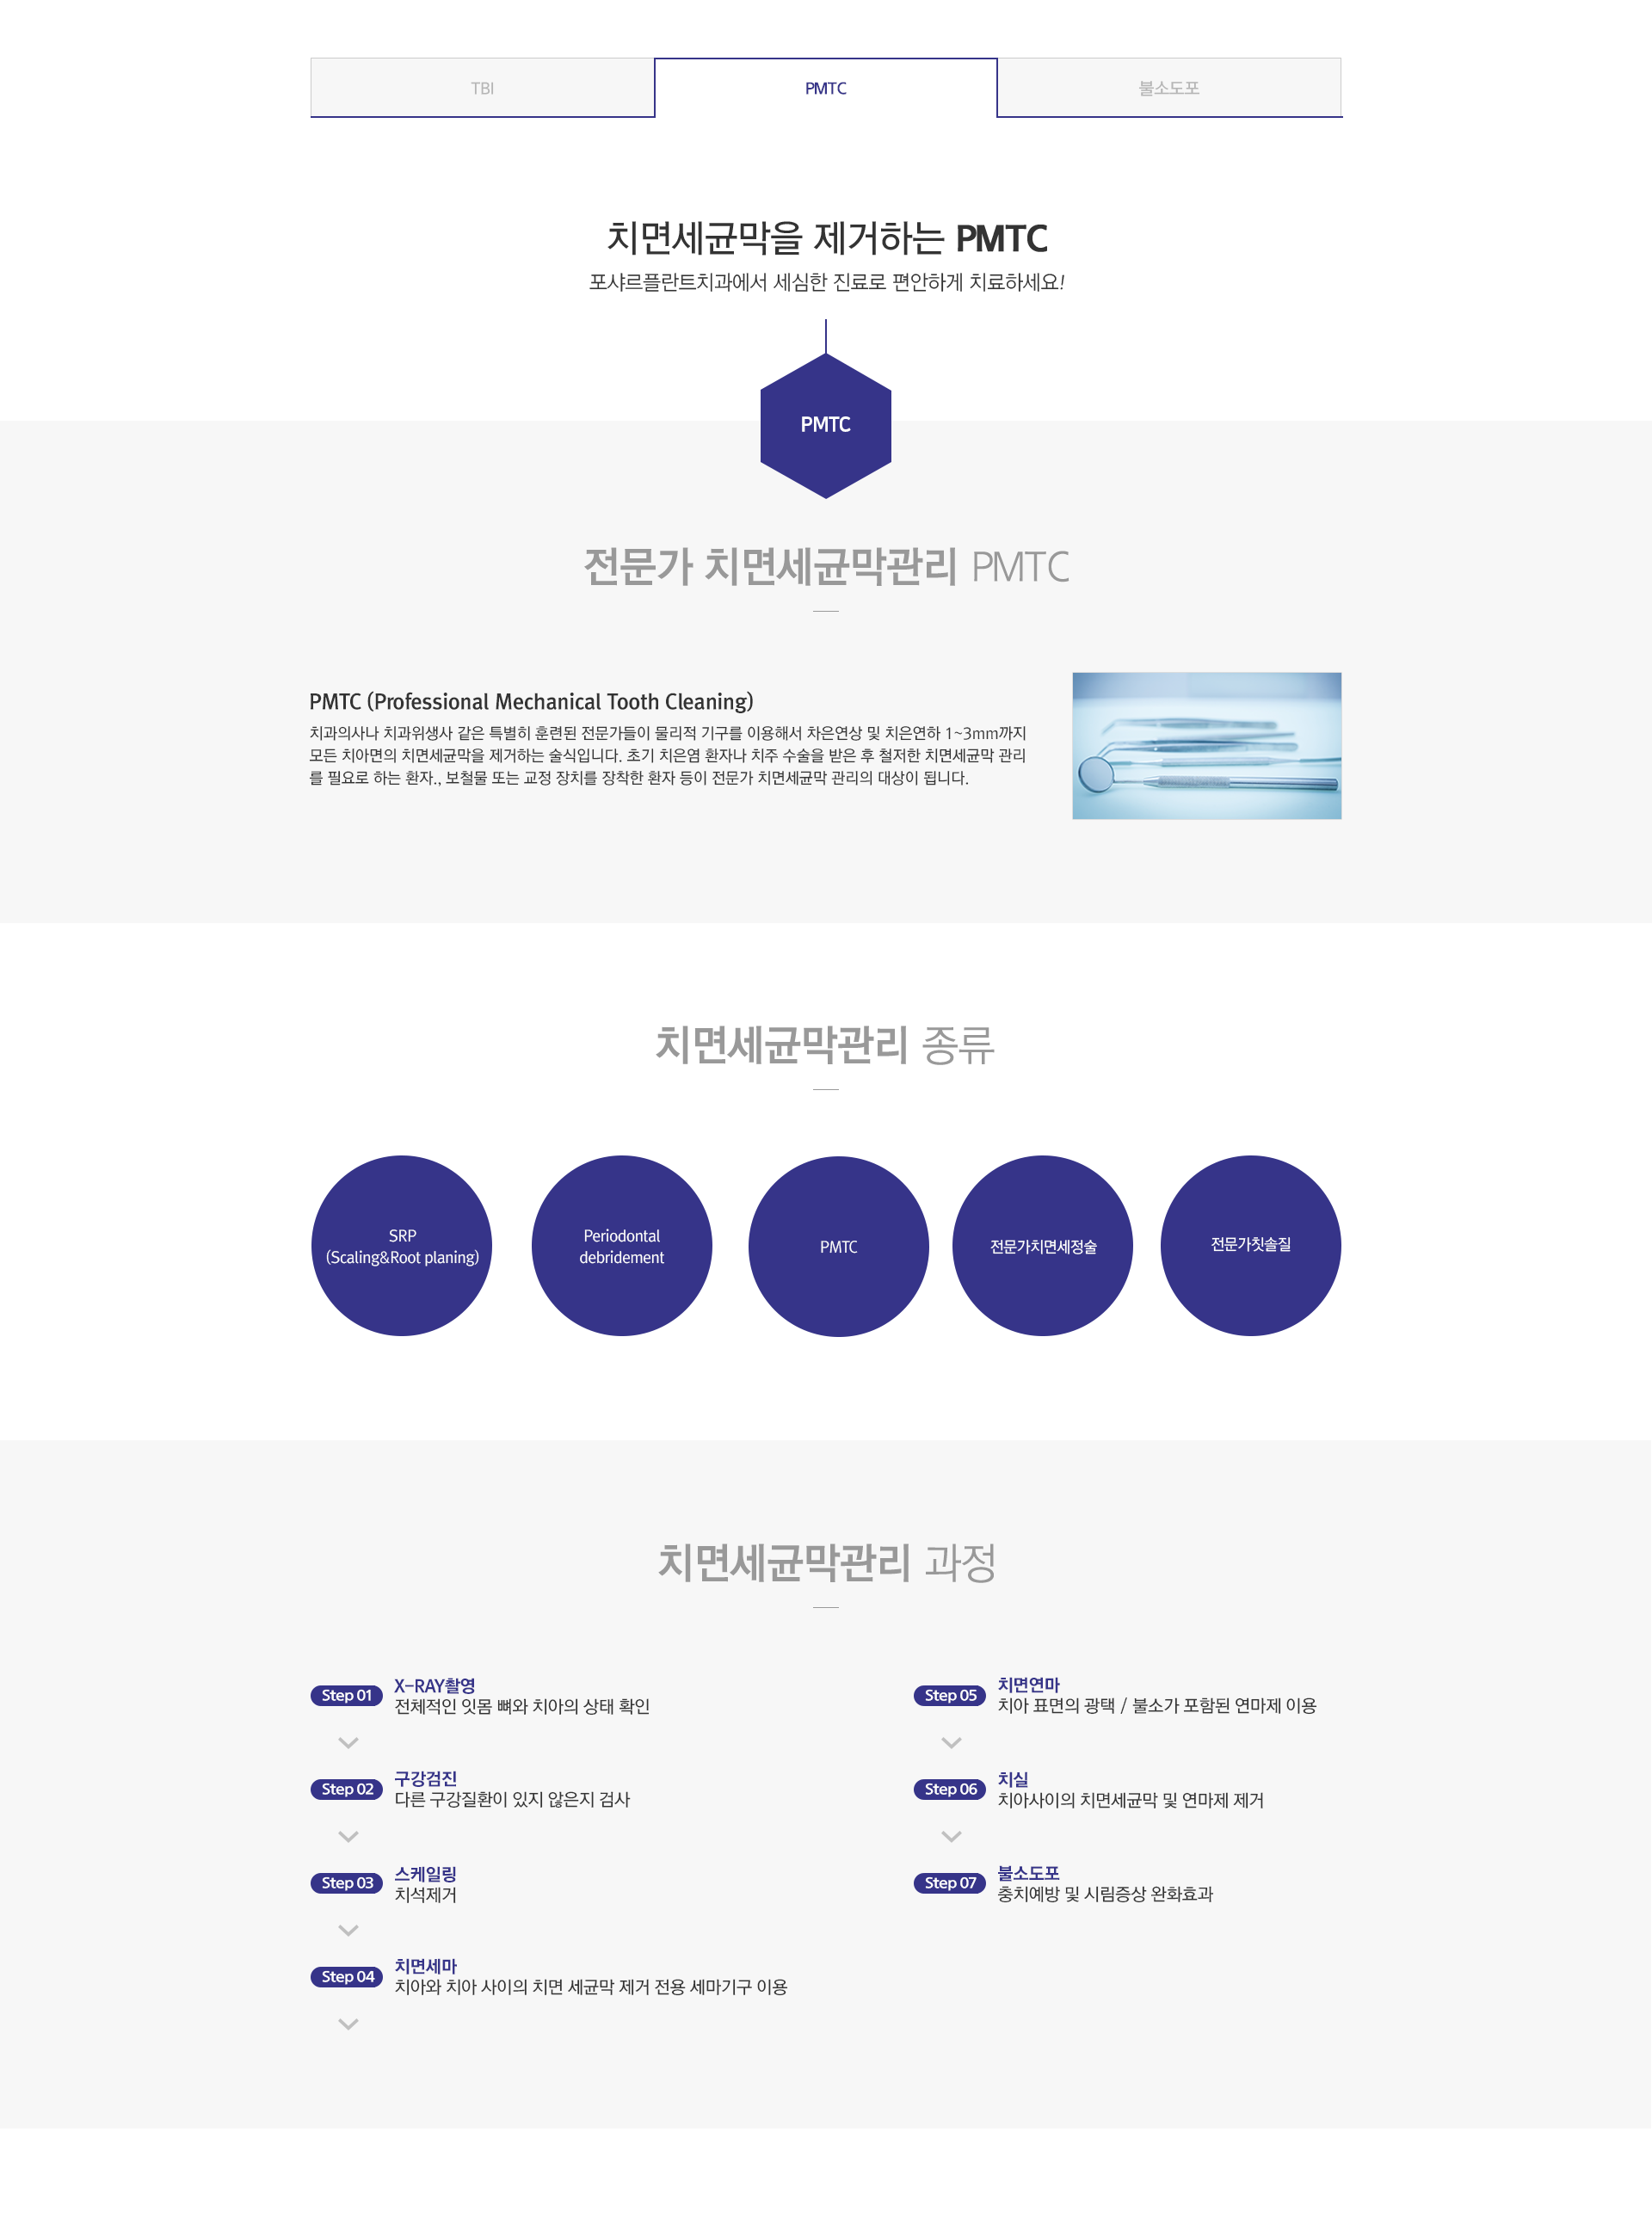 TBI
PMTC
불소도포
치면세균막을 제거하는 PMTC
포샤르플란트치과에서 세심한 진료로 편안하게 치료하세요!
PMTC
전문가 치면세균막관리 PMTC
PMTC (Professional Mechanical Tooth Cleaning)
치과의사나 치과위생사 같은 특별히 훈련된 전문가들이 물리적 기구를 이용해서 차은연상 및 치은연하 1~3mm까지
모든 치아면의 치면세균막을 제거하는 술식입니다. 초기 치은염 환자나 치주 수술을 받은 후 철저한 치면세균막 관리
를 필요로 하는 환자., 보철물 또는 교정 장치를 장착한 환자 등이 전문가 치면세균막 관리의 대상이 됩니다.
치면세균막관리 종류
SRP
(Scaling&Root planing)
Periodontal
debridement
PMTC
전문가치면세정술
전문가칫솔질
치면세균막관리 과정
Step 01
X-RAY촬영
전체적인 잇몸 뼈와 치아의 상태 확인
Step 02
구강검진
다른 구강질환이 있지 않은지 검사
Step 03
스케일링
치석제거
Step 04
치면세마
치아와 치아 사이의 치면 세균막 제거 전용 세마기구 이용
Step 05
치면연마
치아 표면의 광택 / 불소가 포함된 연마제 이용
Step 06
치실
치아사이의 치면세균막 및 연마제 제거
Step 07
불소도포
충치예방 및 시림증상 완화효과